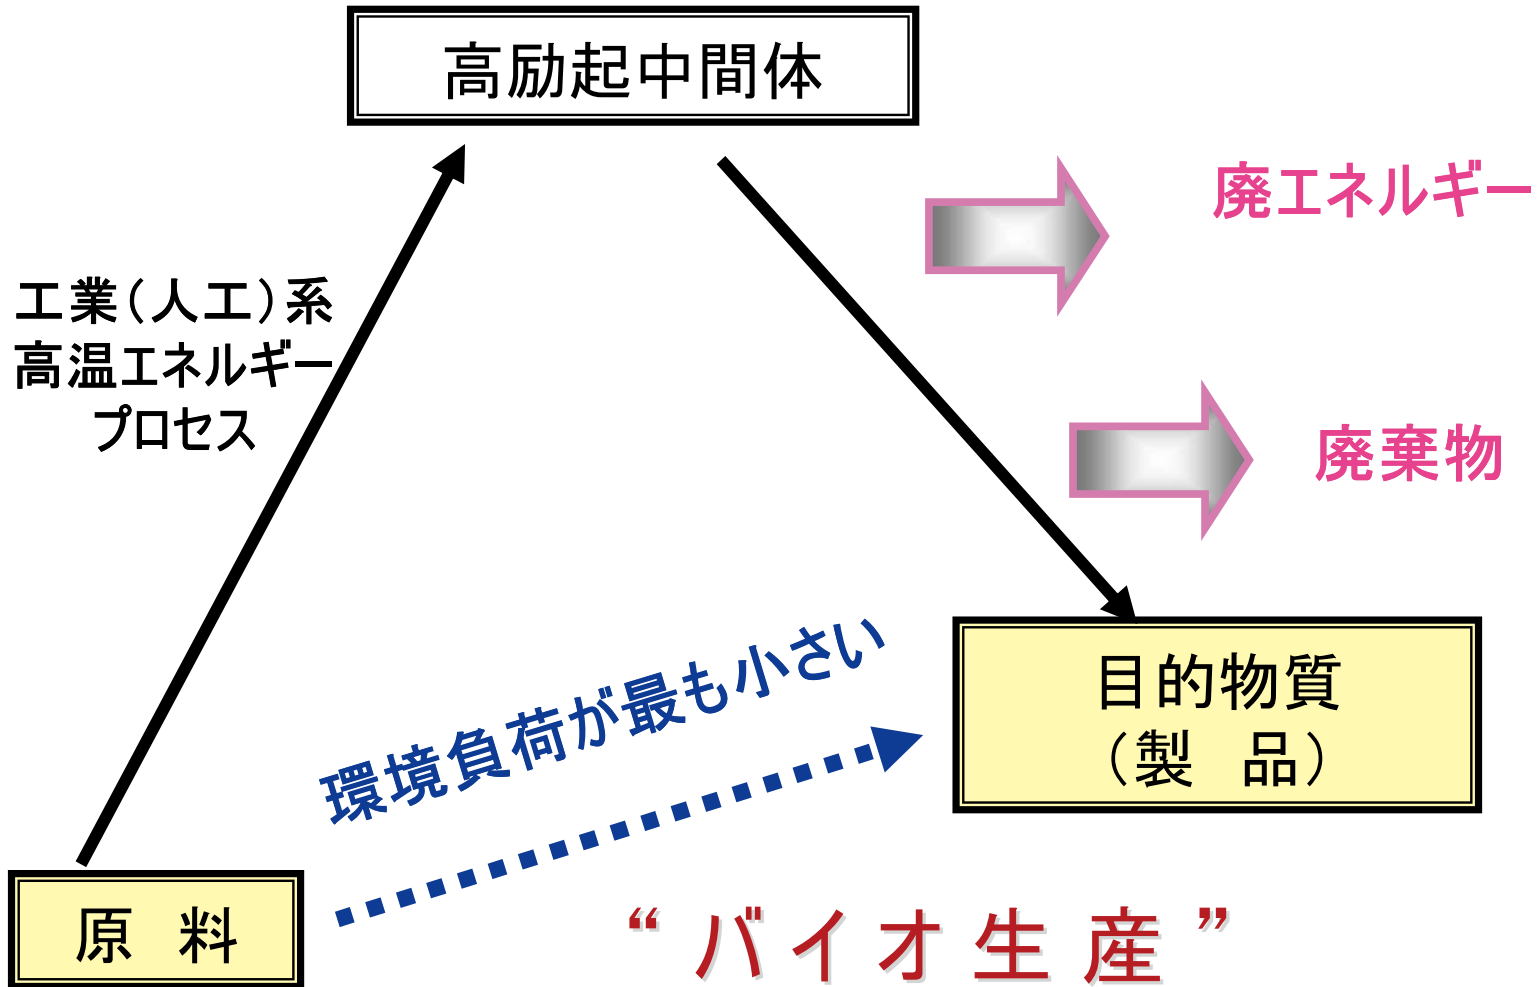 高励起中間体
廃エネルギー
工業(人工)系
高温エネルギー
プロセス
廃棄物
環境負荷が最も小さい
目的物質
(製 品)
原 料
“バイオ生産”